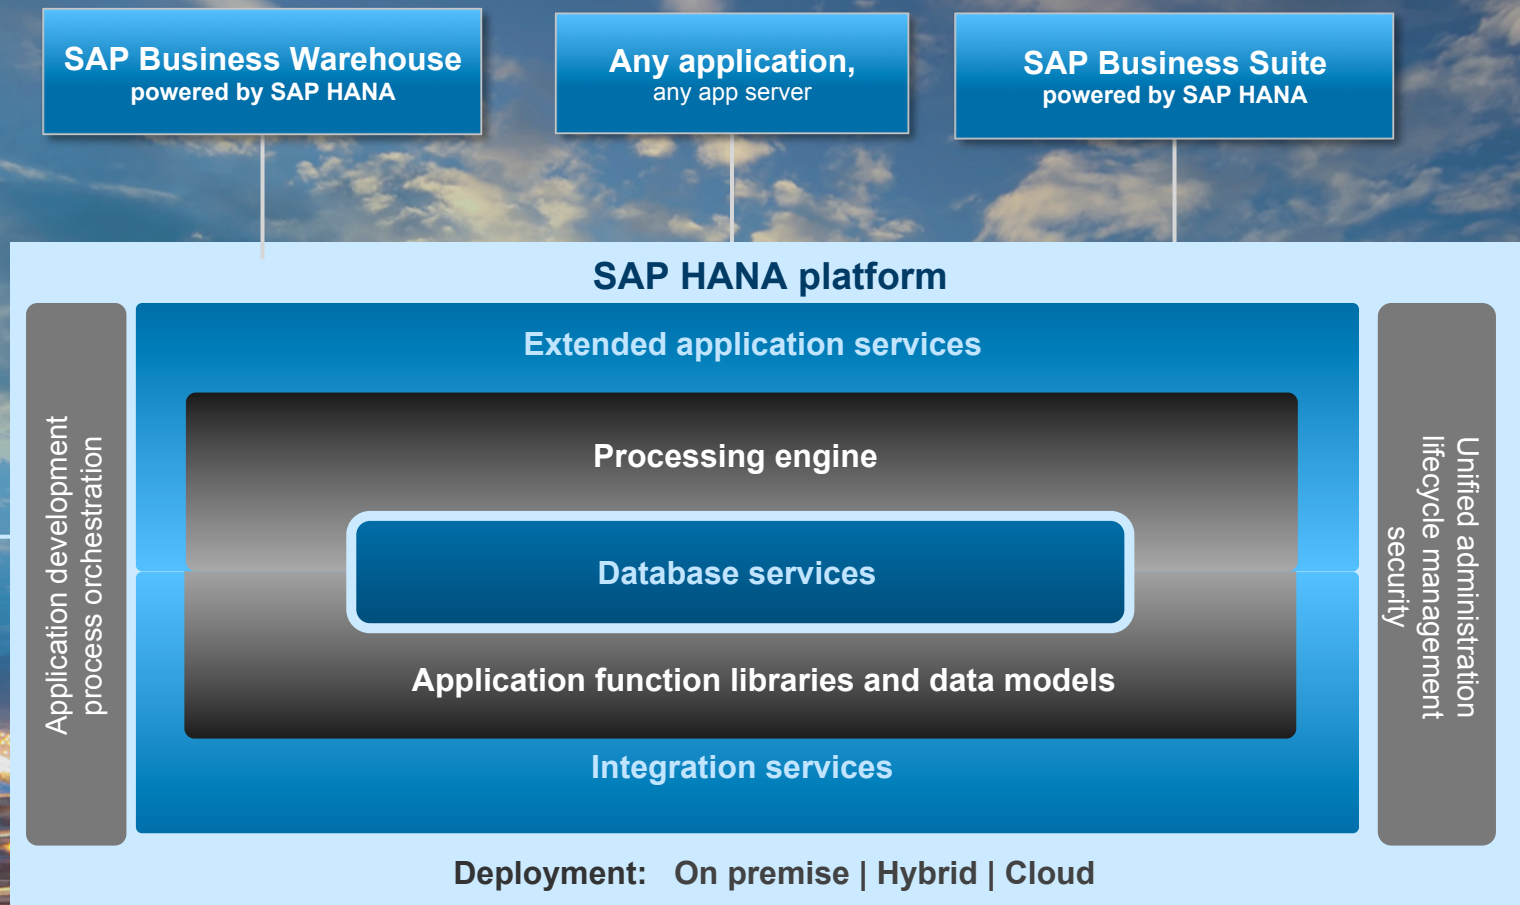 SAP Business Warehouse
powered by SAP HANA
Any application,
any app server
SAP Business Suite
powered by SAP HANA
SAP HANA platform
Application development
process orchestration
Extended application services
Processing engine
Database services
Application function libraries and data models
Integration services
Unified administration
lifecycle management
security
Deployment: On premise | Hybrid | Cloud